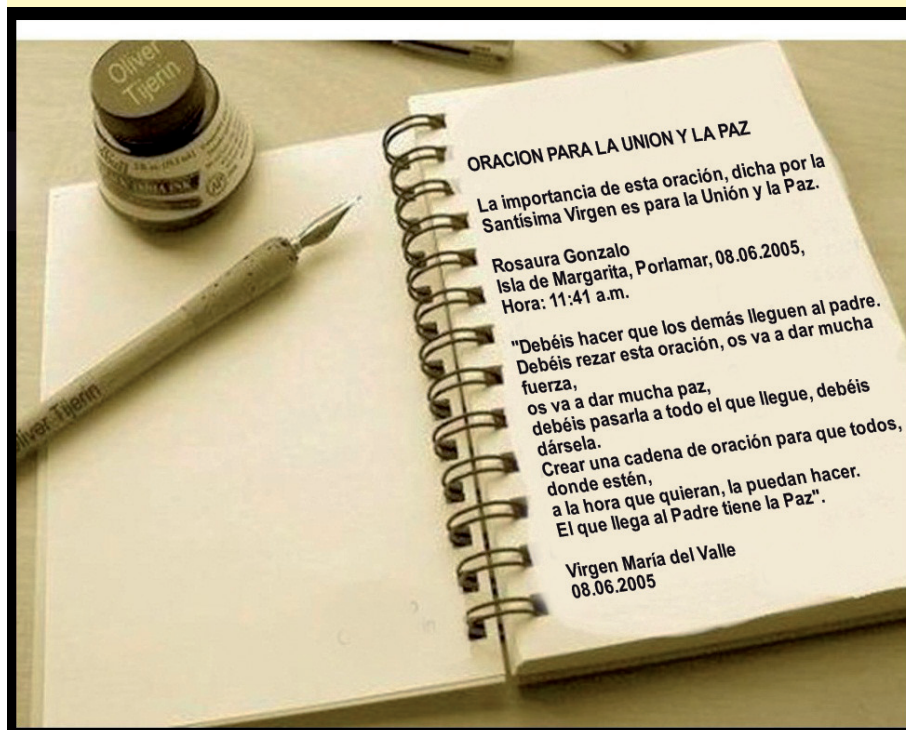 Oliver
Tijerin
ORACION PARA LA UNION Y LA PAZ
La importancia de esta oración, dicha por la
Santísima Virgen es para la Unión y la Paz.
Rosaura Gonzalo
Isla de Margarita, Porlamar, 08.06.2005,
Hora: 11:41 a.m.
"Debéis hacer que los demás lleguen al padre.
Debéis rezar esta oración, os va a dar mucha
fuerza,
os va a dar mucha paz,
debéis pasarla a todo el que llegue, debéis
dársela.
Crear una cadena de oración para que todos,
donde estén,
a la hora que quieran, la puedan hacer.
El que llega al Padre tiene la Paz".
Virgen María del Valle
08.06.2005
Oliver Tijerin